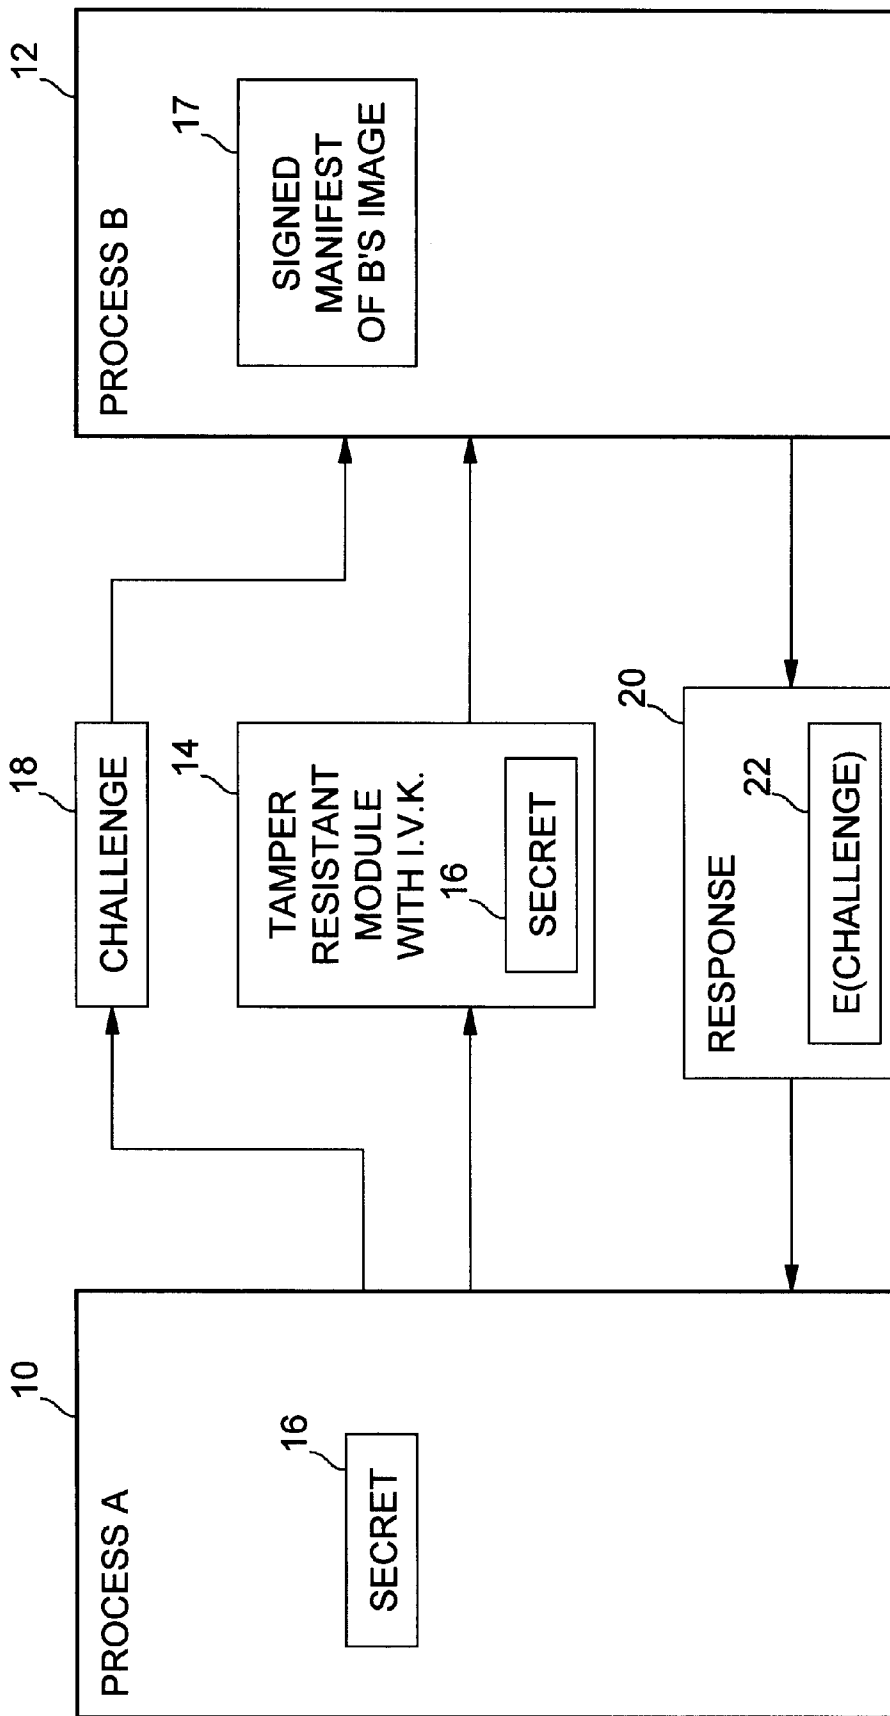 10
PROCESS A
16
SECRET
18
CHALLENGE
14
TAMPER
RESISTANT
MODULE
WITH I.V.K.
16
SECRET
20
RESPONSE
22
E(CHALLENGE)
12
PROCESS B
17
SIGNED
MANIFEST
OF B'S IMAGE